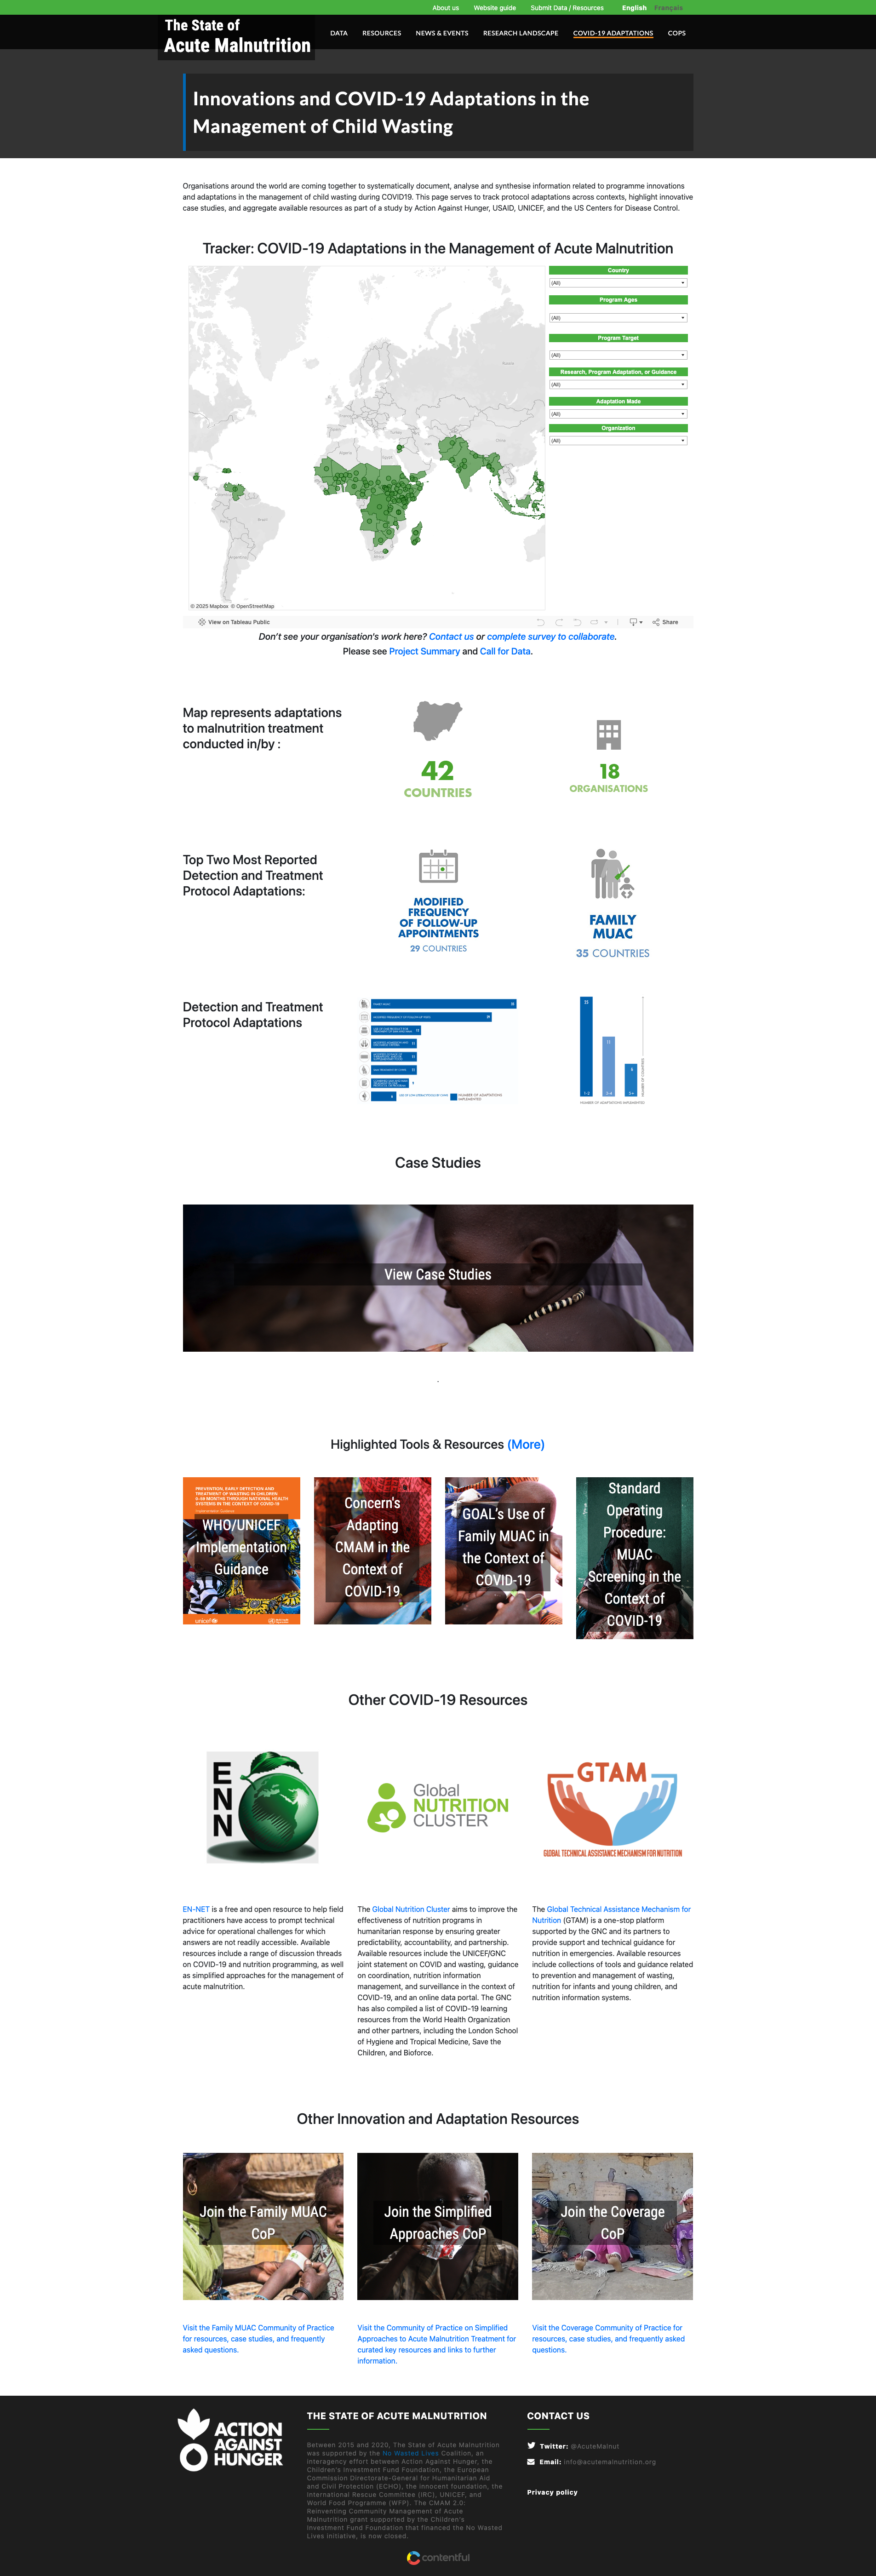 About us Website guide Submit Data / Resources English Français
The State of
Acute Malnutrition
DATA RESOURCES NEWS & EVENTS RESEARCH LANDSCAPE COVID-19 ADAPTATIONS COPS
Innovations and COVID-19 Adaptations in the
Management of Child Wasting
Organisations around the world are coming together to systematically document, analyse and synthesise information related to programme innovations
and adaptations in the management of child wasting during COVID19. This page serves to track protocol adaptations across contexts, highlight innovative
case studies, and aggregate available resources as part of a study by Action Against Hunger, USAID, UNICEF, and the US Centers for Disease Control.
Tracker: COVID-19 Adaptations in the Management of Acute Malnutrition
Country
(All)
Program Ages
(All)
Program Target
(All)
Research, Program Adaptation, or Guidance
(All)
Adaptation Made
(All)
Organization
(All)
© 2025 Mapbox © OpenStreetMap
View on Tableau Public
Share
Don't see your organisation's work here? Contact us or complete survey to collaborate.
Please see Project Summary and Call for Data.
Map represents adaptations
to malnutrition treatment
conducted in/by :
42
COUNTRIES
18
ORGANISATIONS
Top Two Most Reported
Detection and Treatment
Protocol Adaptations:
MODIFIED
FREQUENCY
OF FOLLOW-UP
APPOINTMENTS
29 COUNTRIES
FAMILY
MUAC
35 COUNTRIES
Detection and Treatment
Protocol Adaptations
NUMBER OF ADAPTATIONS
IMPLEMENTED
NUMBER OF ADAPTATIONS IMPLEMENTED
Case Studies
View Case Studies
-
Highlighted Tools & Resources (More)
PREVENTION, EARLY DETECTION AND
TREATMENT OF WASTING IN CHILDREN
0-59 MONTHS THROUGH NATIONAL HEALTH
SYSTEMS IN THE CONTEXT OF COVID-19
WHO/UNICEF
Implementation
Guidance
unicef
Concern's
Adapting
CMAM in the
Context of
COVID-19
GOAL's Use of
Family MUAC in
the Context of
COVID-19
Standard
Operating
Procedure:
MUAC
Screening in the
Context of
COVID-19
Other COVID-19 Resources
ENN
Global
NUTRITION
CLUSTER
GTAM
GLOBAL TECHNICAL ASSISTANCE MECHANISM FOR NUTRITION
EN-NET is a free and open resource to help field
practitioners have access to prompt technical
advice for operational challenges for which
answers are not readily accessible. Available
resources include a range of discussion threads
on COVID-19 and nutrition programming, as well
as simplified approaches for the management of
acute malnutrition.
The Global Nutrition Cluster aims to improve the
effectiveness of nutrition programs in
humanitarian response by ensuring greater
predictability, accountability, and partnership.
Available resources include the UNICEF/GNC
joint statement on COVID and wasting, guidance
on coordination, nutrition information
management, and surveillance in the context of
COVID-19, and an online data portal. The GNC
has also compiled a list of COVID-19 learning
resources from the World Health Organization
and other partners, including the London School
of Hygiene and Tropical Medicine, Save the
Children, and Bioforce.
The Global Technical Assistance Mechanism for
Nutrition (GTAM) is a one-stop platform
supported by the GNC and its partners to
provide support and technical guidance for
nutrition in emergencies. Available resources
include collections of tools and guidance related
to prevention and management of wasting,
nutrition for infants and young children, and
nutrition information systems.
Other Innovation and Adaptation Resources
Join the Family MUAC
CoP
Join the Simplified
Approaches CoP
Join the Coverage
CoP
Visit the Family MUAC Community of Practice
for resources, case studies, and frequently
asked questions.
Visit the Community of Practice on Simplified
Approaches to Acute Malnutrition Treatment for
curated key resources and links to further
information.
Visit the Coverage Community of Practice for
resources, case studies, and frequently asked
questions.
ACTION
AGAINST
HUNGER
THE STATE OF ACUTE MALNUTRITION
Between 2015 and 2020, The State of Acute Malnutrition
was supported by the No Wasted Lives Coalition, an
interagency effort between Action Against Hunger, the
Children's Investment Fund Foundation, the European
Commission Directorate-General for Humanitarian Aid
and Civil Protection (ECHO), the innocent foundation, the
International Rescue Committee (IRC), UNICEF, and
World Food Programme (WFP). The CMAM 2.0:
Reinventing Community Management of Acute
Malnutrition grant supported by the Children's
Investment Fund Foundation that financed the No Wasted
Lives initiative, is now closed.
CONTACT US
Twitter: @AcuteMalnut
Email: info@acutemalnutrition.org
Privacy policy
contentful